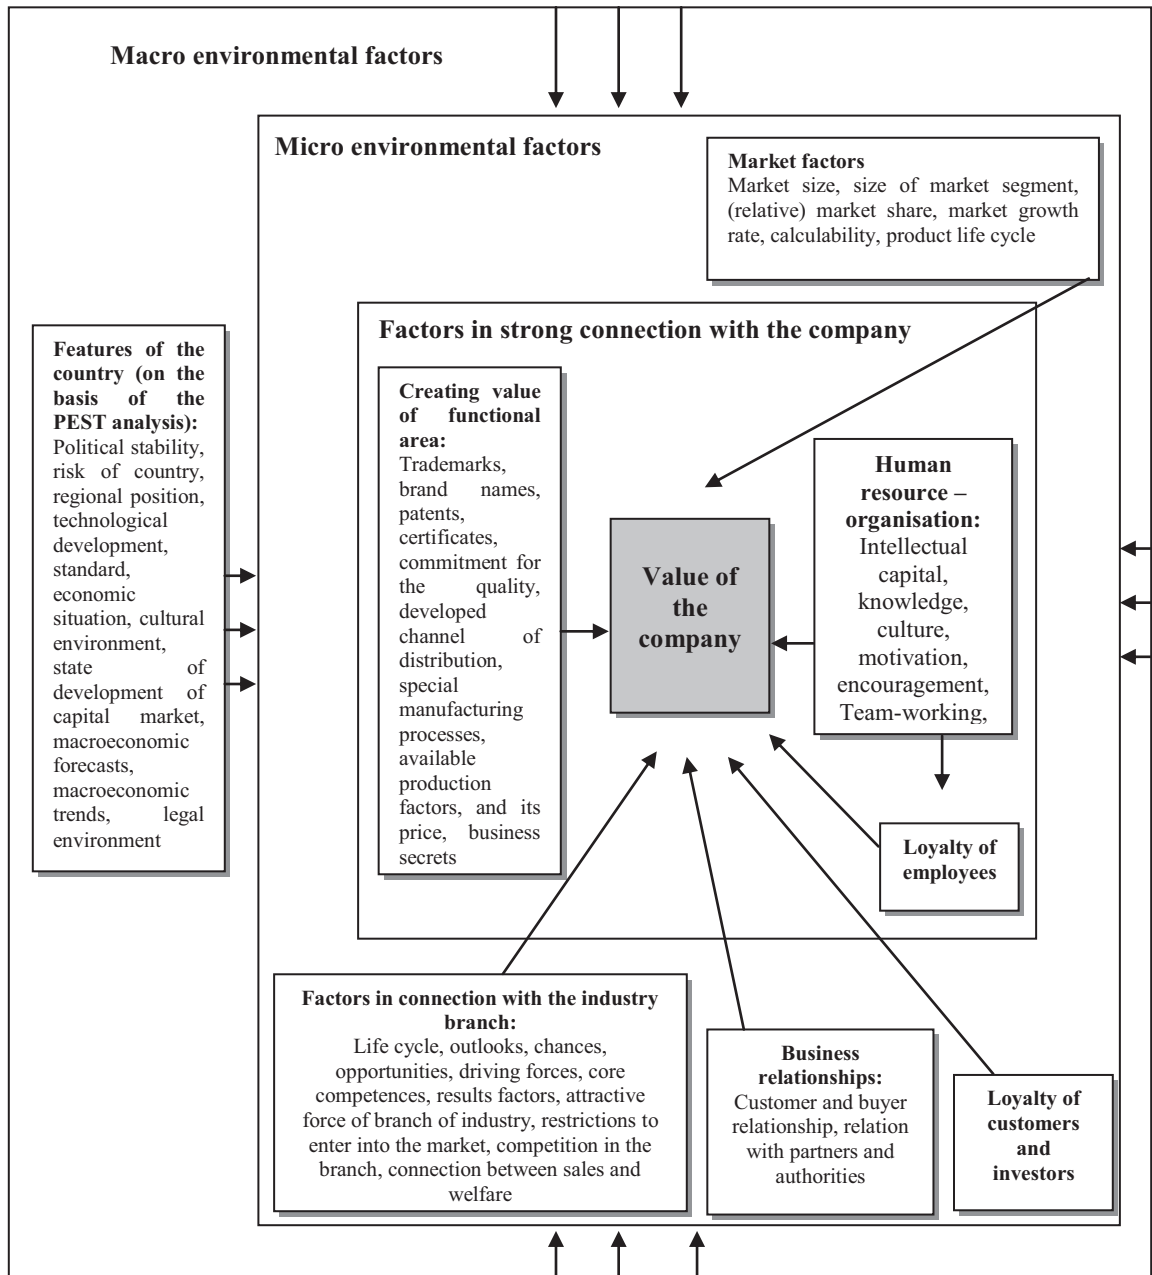 Macro environmental factors
Micro environmental factors
Market factors
Market size, size of market segment,
(relative) market share, market growth
rate, calculability, product life cycle
Factors in strong connection with the company
Features of the
country (on the
basis of the
PEST analysis):
Political stability,
risk of country,
regional position,
technological
development,
standard,
economic
situation, cultural
environment,
state of
development of
capital market,
macroeconomic
forecasts,
macroeconomic
trends, legal
environment
Creating value
of functional
area:
Trademarks,
brand names,
patents,
certificates,
commitment for
the quality,
developed
channel of
distribution,
special
manufacturing
processes,
available
production
factors, and its
price, business
secrets
Value of
the
company
Human
resource –
organisation:
Intellectual
capital,
knowledge,
culture,
motivation,
encouragement,
Team-working,
Loyalty of
employees
Factors in connection with the industry
branch:
Life cycle, outlooks, chances,
opportunities, driving forces, core
competences, results factors, attractive
force of branch of industry, restrictions to
enter into the market, competition in the
branch, connection between sales and
welfare
Business
relationships:
Customer and buyer
relationship, relation
with partners and
authorities
Loyalty of
customers
and
investors